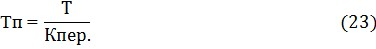 Тп = Т / Кпер. (23)